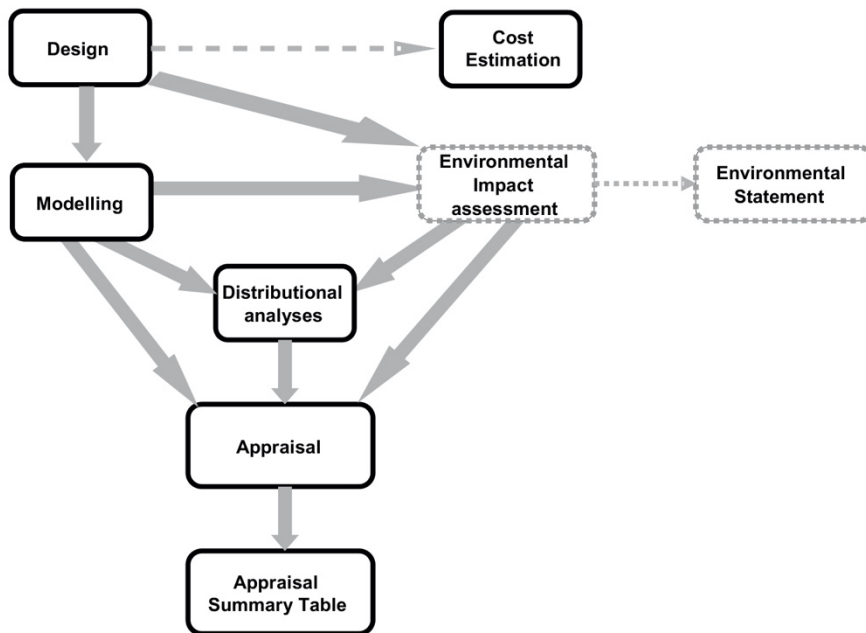 Design
Cost
Estimation
Modelling
Environmental
Impact
assessment
Environmental
Statement
Distributional
analyses
Appraisal
Appraisal
Summary Table